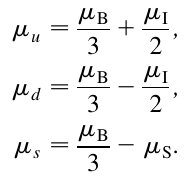 μ_u = μ_B/3 + μ_I/2,
μ_d = μ_B/3 − μ_I/2,
μ_s = μ_B/3 − μ_S.